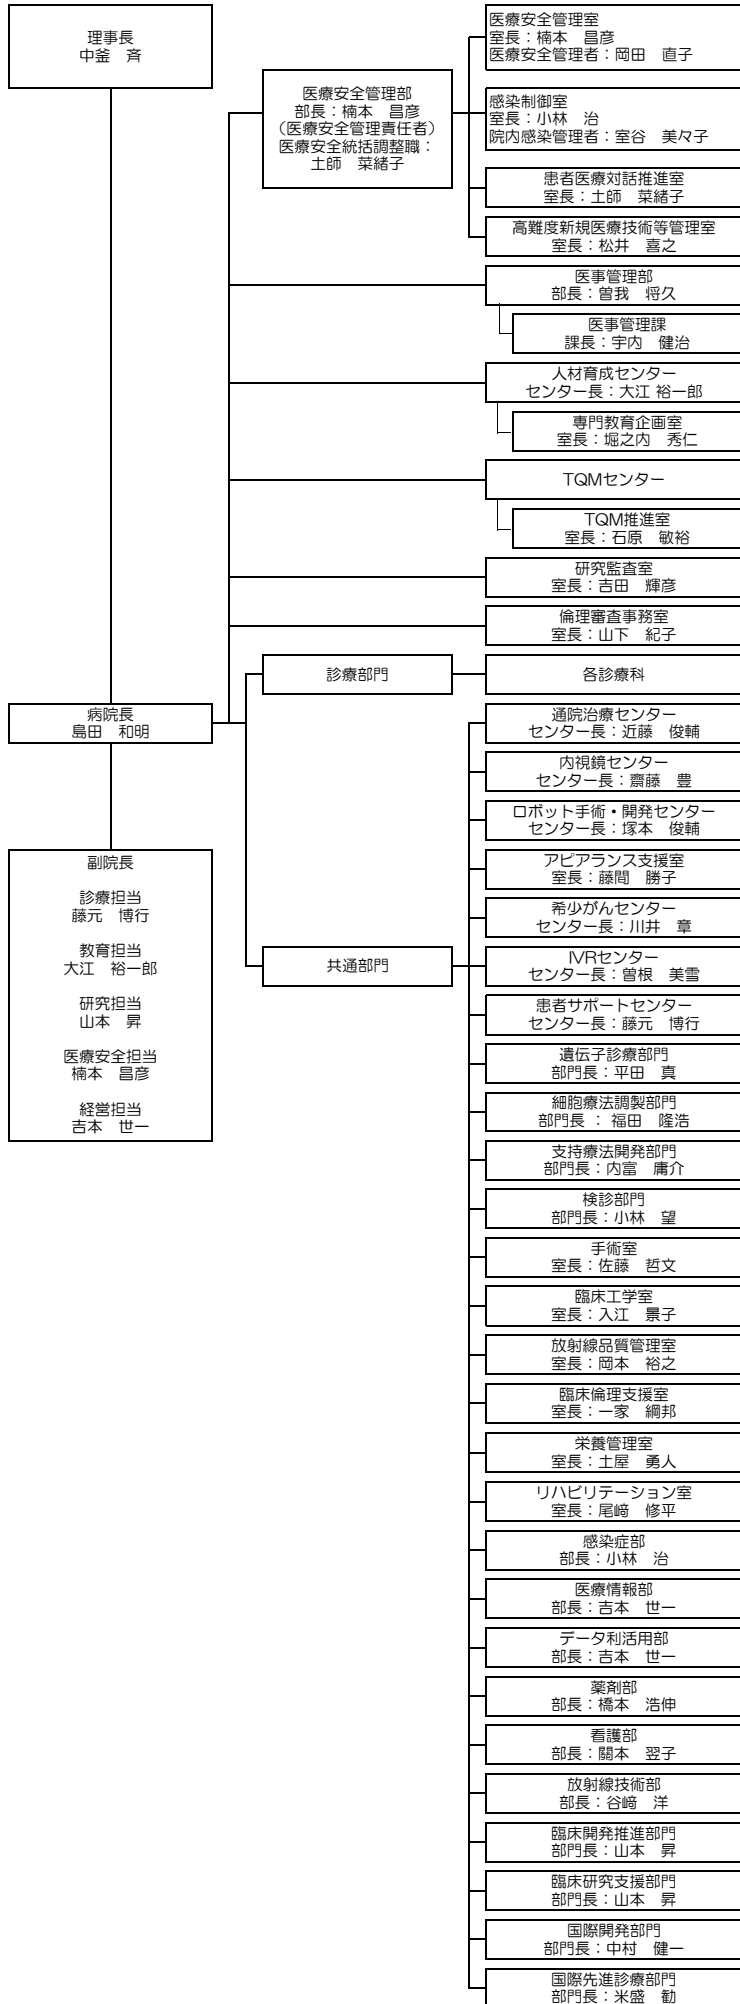 理事長
中釜　斉
医療安全管理部
部長：楠本　昌彦
（医療安全管理責任者）
医療安全統括調整職：
土師　菜緒子
医療安全管理室
室長：楠本　昌彦
医療安全管理者：岡田　直子
感染制御室
室長：小林　治
院内感染管理者：室谷　美々子
患者医療対話推進室
室長：土師　菜緒子
高難度新規医療技術等管理室
室長：松井　喜之
医事管理部
部長：曽我　将久
医事管理課
課長：宇内　健治
人材育成センター
センター長：大江 裕一郎
専門教育企画室
室長：堀之内　秀仁
TQMセンター
TQM推進室
室長：石原　敏裕
研究監査室
室長：吉田　輝彦
倫理審査事務室
室長：山下　紀子
診療部門
各診療科
病院長
島田　和明
副院長
診療担当
藤元　博行
教育担当
大江　裕一郎
研究担当
山本　昇
医療安全担当
楠本　昌彦
経営担当
吉本　世一
共通部門
通院治療センター
センター長：近藤　俊輔
内視鏡センター
センター長：齋藤　豊
ロボット手術・開発センター
センター長：塚本　俊輔
アピアランス支援室
室長：藤間　勝子
希少がんセンター
センター長：川井　章
IVRセンター
センター長：曽根　美雪
患者サポートセンター
センター長：藤元　博行
遺伝子診療部門
部門長：平田　真
細胞療法調製部門
部門長 ： 福田　隆浩
支持療法開発部門
部門長：内富　庸介
検診部門
部門長：小林　望
手術室
室長：佐藤　哲文
臨床工学室
室長：入江　景子
放射線品質管理室
室長：岡本　裕之
臨床倫理支援室
室長：一家　綱邦
栄養管理室
室長：土屋　勇人
リハビリテーション室
室長：尾﨑　修平
感染症部
部長：小林　治
医療情報部
部長：吉本　世一
データ利活用部
部長：吉本　世一
薬剤部
部長：橋本　浩伸
看護部
部長：關本　翌子
放射線技術部
部長：谷﨑　洋
臨床開発推進部門
部門長：山本　昇
臨床研究支援部門
部門長：山本　昇
国際開発部門
部門長：中村　健一
国際先進診療部門
部門長：米盛　勧